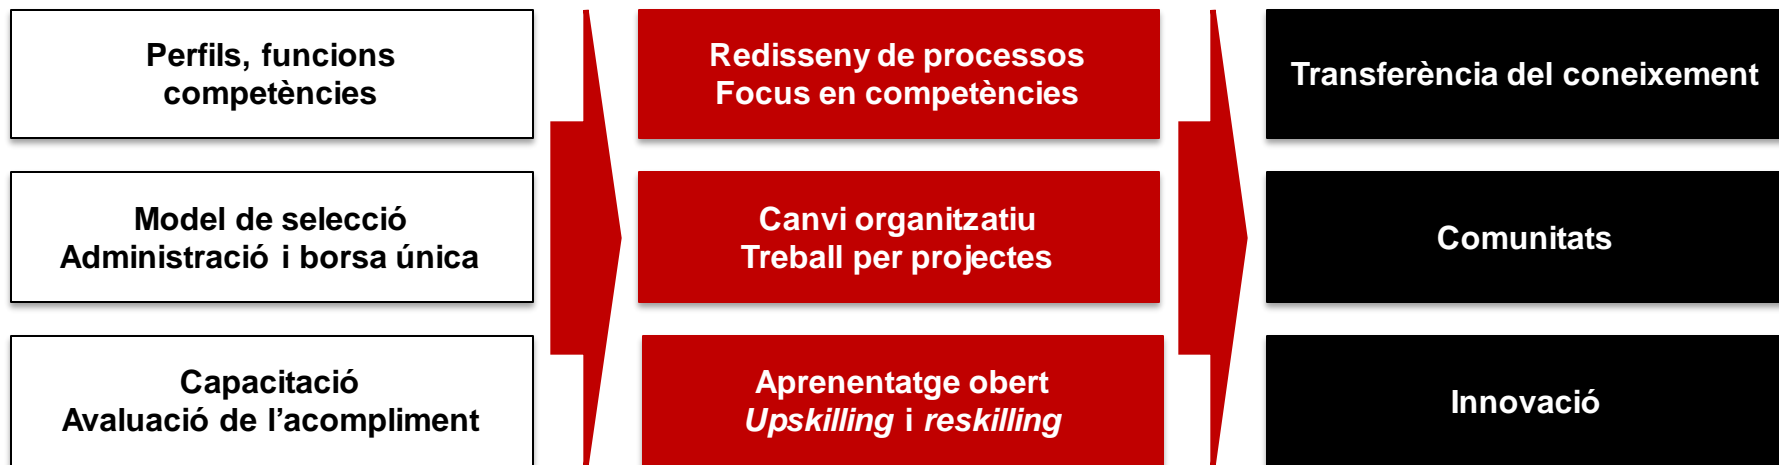 Perfils, funcions
competències
Redisseny de processos
Focus en competències
Transferència del coneixement
Model de selecció
Administració i borsa única
Canvi organitzatiu
Treball per projectes
Comunitats
Capacitació
Avaluació de l’acompliment
Aprenentatge obert
Upskilling i reskilling
Innovació